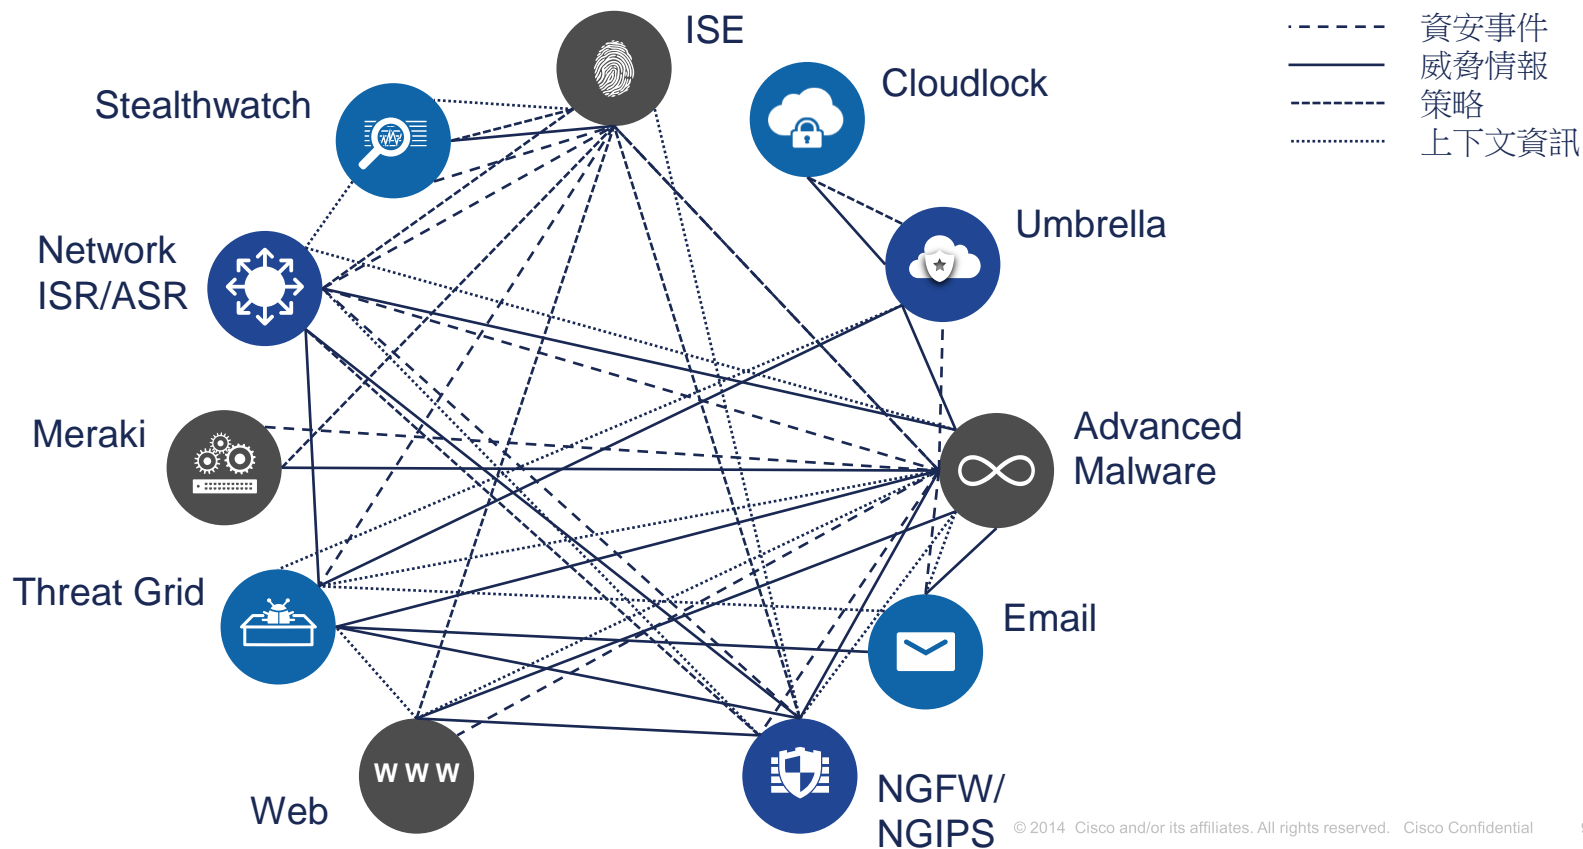 ISE
資安事件
威脅情報
策略
上下文資訊
Cloudlock
Stealthwatch
Umbrella
Network
ISR/ASR
Meraki
Advanced
Malware
Threat Grid
Email
WWW
Web
NGFW/
NGIPS
© 2014 Cisco and/or its affiliates. All rights reserved. Cisco Confidential